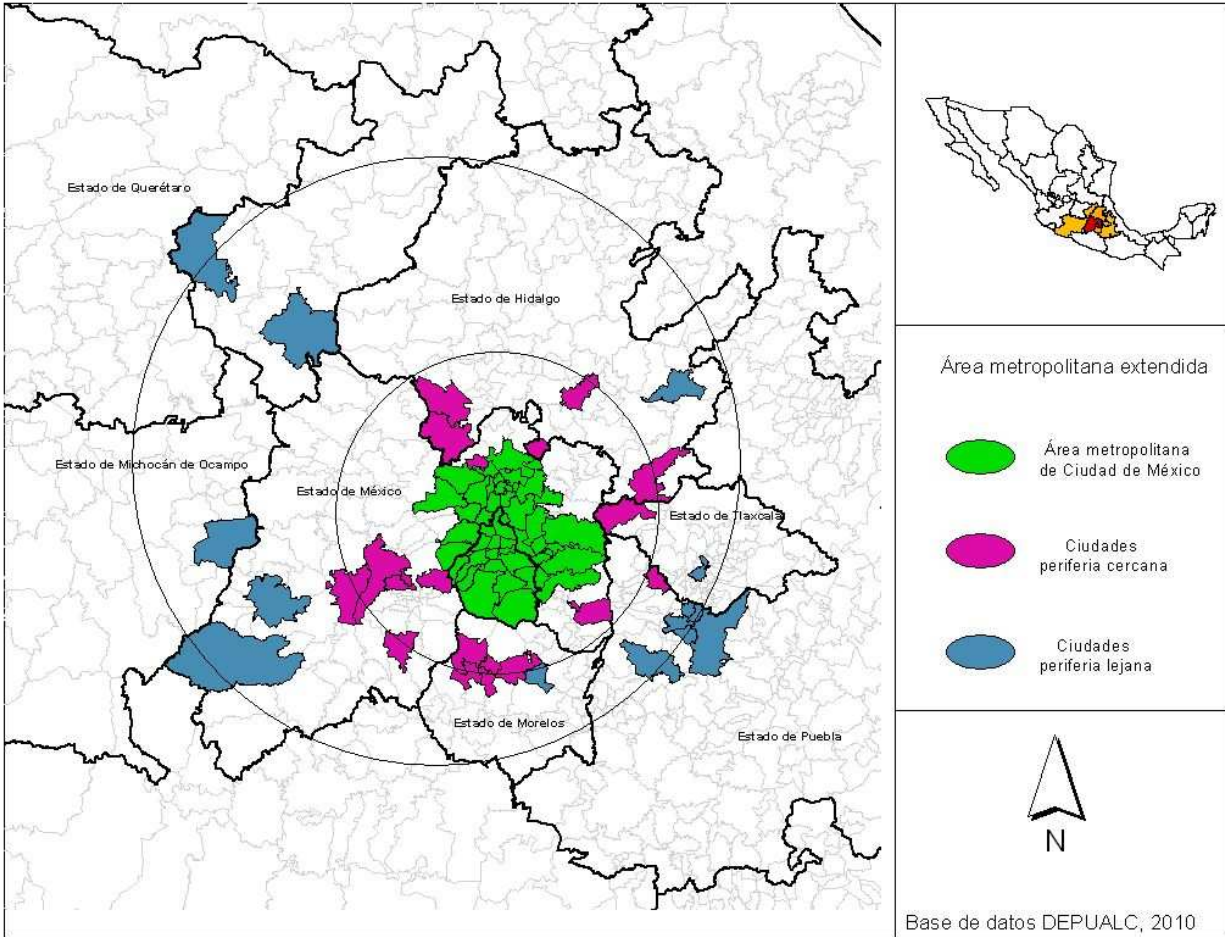 Estado de Querétaro
Estado de Hidalgo
Estado de Michocán de Ocampo
Estado de México
Estado de Tlaxcala
Estado de Morelos
Estado de Puebla
Área metropolitana extendida
Área metropolitana
de Ciudad de México
Ciudades
periferia cercana
Ciudades
periferia lejana
N
Base de datos DEPUALC, 2010